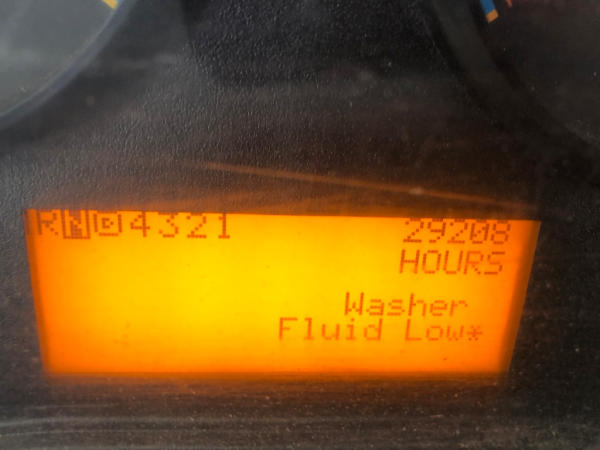 RND4321 29208
HOURS
Washer
Fluid Low*